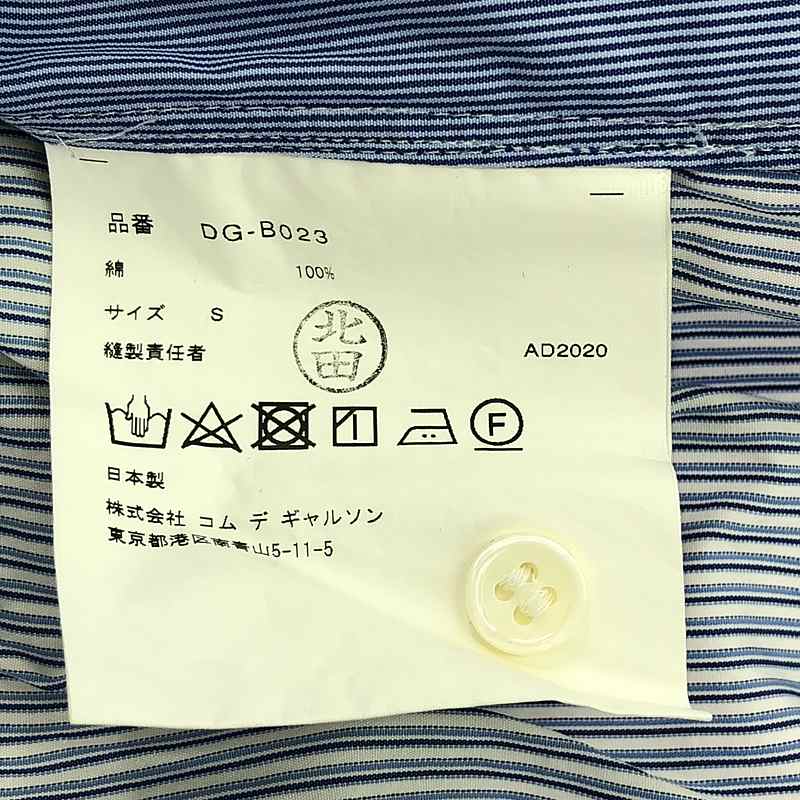 品番 DG-B023
綿 100%
サイズ S
縫製責任者 北田 AD2020
F
日本製
株式会社 コム デ ギャルソン
東京都港区南青山5-11-5